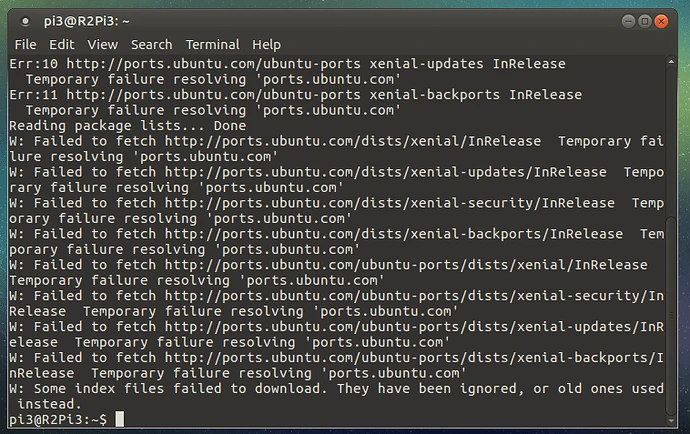 pi3@R2Pi3: ~
File Edit View Search Terminal Help
Err:10 http://ports.ubuntu.com/ubuntu-ports xenial-updates InRelease
  Temporary failure resolving 'ports.ubuntu.com'
Err:11 http://ports.ubuntu.com/ubuntu-ports xenial-backports InRelease
  Temporary failure resolving 'ports.ubuntu.com'
Reading package lists... Done
W: Failed to fetch http://ports.ubuntu.com/dists/xenial/InRelease  Temporary fai
lure resolving 'ports.ubuntu.com'
W: Failed to fetch http://ports.ubuntu.com/dists/xenial-updates/InRelease  Tempo
rary failure resolving 'ports.ubuntu.com'
W: Failed to fetch http://ports.ubuntu.com/dists/xenial-security/InRelease  Temp
orary failure resolving 'ports.ubuntu.com'
W: Failed to fetch http://ports.ubuntu.com/dists/xenial-backports/InRelease  Tem
porary failure resolving 'ports.ubuntu.com'
W: Failed to fetch http://ports.ubuntu.com/ubuntu-ports/dists/xenial/InRelease
Temporary failure resolving 'ports.ubuntu.com'
W: Failed to fetch http://ports.ubuntu.com/ubuntu-ports/dists/xenial-security/In
Release  Temporary failure resolving 'ports.ubuntu.com'
W: Failed to fetch http://ports.ubuntu.com/ubuntu-ports/dists/xenial-updates/InR
elease  Temporary failure resolving 'ports.ubuntu.com'
W: Failed to fetch http://ports.ubuntu.com/ubuntu-ports/dists/xenial-backports/I
nRelease  Temporary failure resolving 'ports.ubuntu.com'
W: Some index files failed to download. They have been ignored, or old ones used
 instead.
pi3@R2Pi3:~$